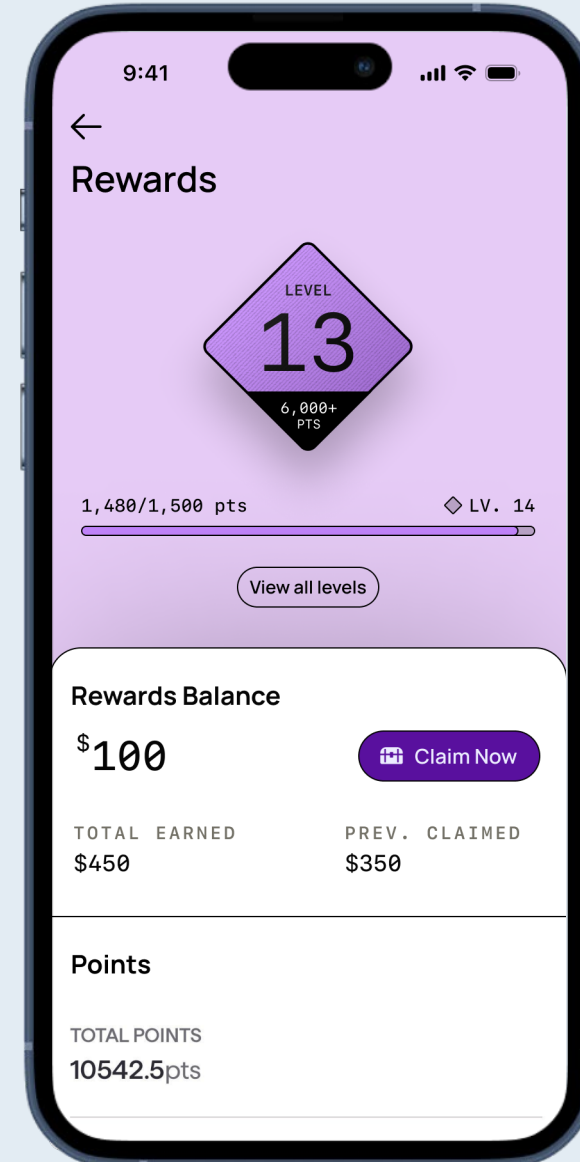 9:41
Rewards
LEVEL
13
6,000+
PTS
1,480/1,500 pts
LV. 14
View all levels
Rewards Balance
$100
Claim Now
TOTAL EARNED
PREV. CLAIMED
$450
$350
Points
TOTAL POINTS
10542.5pts